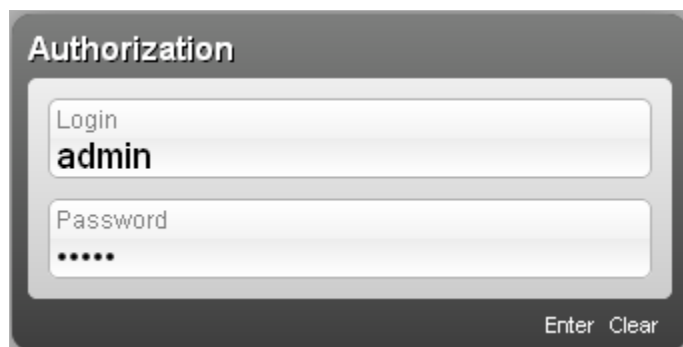 Authorization
Login
admin
Password
•••••
Enter Clear